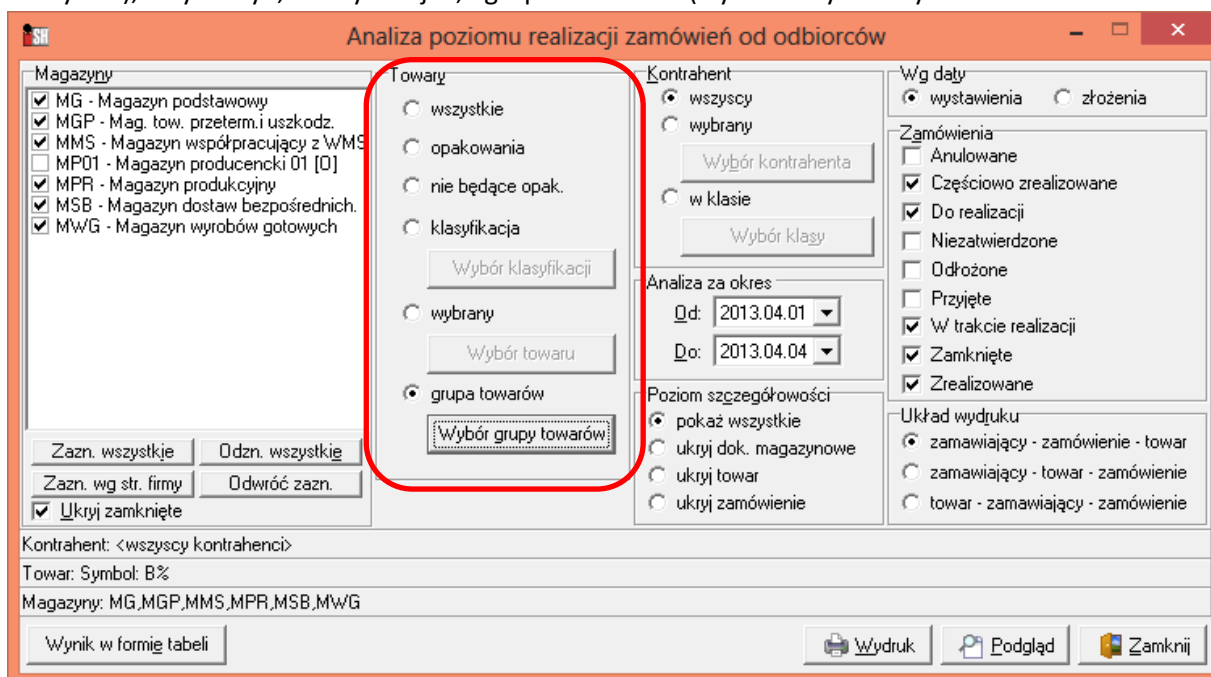 SH Analiza poziomu realizacji zamówień od odbiorców
Magazyny
MG - Magazyn podstawowy
MGP - Mag. tow. przeterm.i uszkodz.
MMS - Magazyn współpracujący z WMS
MP01 - Magazyn producencki 01 [O]
MPR - Magazyn produkcyjny
MSB - Magazyn dostaw bezpośrednich.
MWG - Magazyn wyrobów gotowych
Zazn. wszystkie Odzn. wszystkie
Zazn. wg str. firmy Odwróć zazn.
Ukryj zamknięte
Towary
wszystkie
opakowania
nie będące opak.
klasyfikacja
Wybór klasyfikacji
wybrany
Wybór towaru
grupa towarów
Wybór grupy towarów
Kontrahent
wszyscy
wybrany
Wybór kontrahenta
w klasie
Wybór klasy
Analiza za okres
Od: 2013.04.01
Do: 2013.04.04
Poziom szczegółowości
pokaż wszystkie
ukryj dok. magazynowe
ukryj towar
ukryj zamówienie
Wg daty
wystawienia złożenia
Zamówienia
Anulowane
Częściowo zrealizowane
Do realizacji
Niezatwierdzone
Odłożone
Przyjęte
W trakcie realizacji
Zamknięte
Zrealizowane
Układ wydruku
zamawiający - zamówienie - towar
zamawiający - towar - zamówienie
towar - zamawiający - zamówienie
Kontrahent: <wszyscy kontrahenci>
Towar: Symbol: B%
Magazyny: MG,MGP,MMS,MPR,MSB,MWG
Wynik w formie tabeli Wydruk Podgląd Zamknij